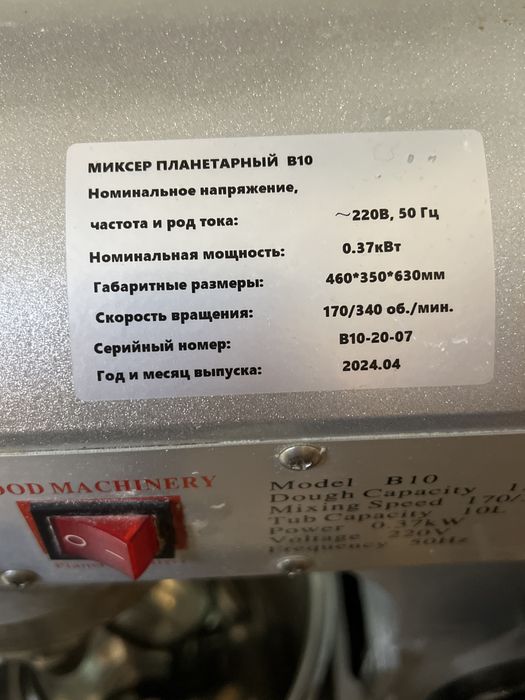 МИКСЕР ПЛАНЕТАРНЫЙ B10
Номинальное напряжение,
частота и род тока: ~220В, 50 Гц
Номинальная мощность: 0.37кВт
Габаритные размеры: 460*350*630мм
Скорость вращения: 170/340 об./мин.
Серийный номер: B10-20-07
Год и месяц выпуска: 2024.04
OOD MACHINERY
Model B10
Dough Capacity
Mixing Speed 170/
Tub Capacity 10L
Power 0.37kW
Voltage 220V
Frequency 50Hz